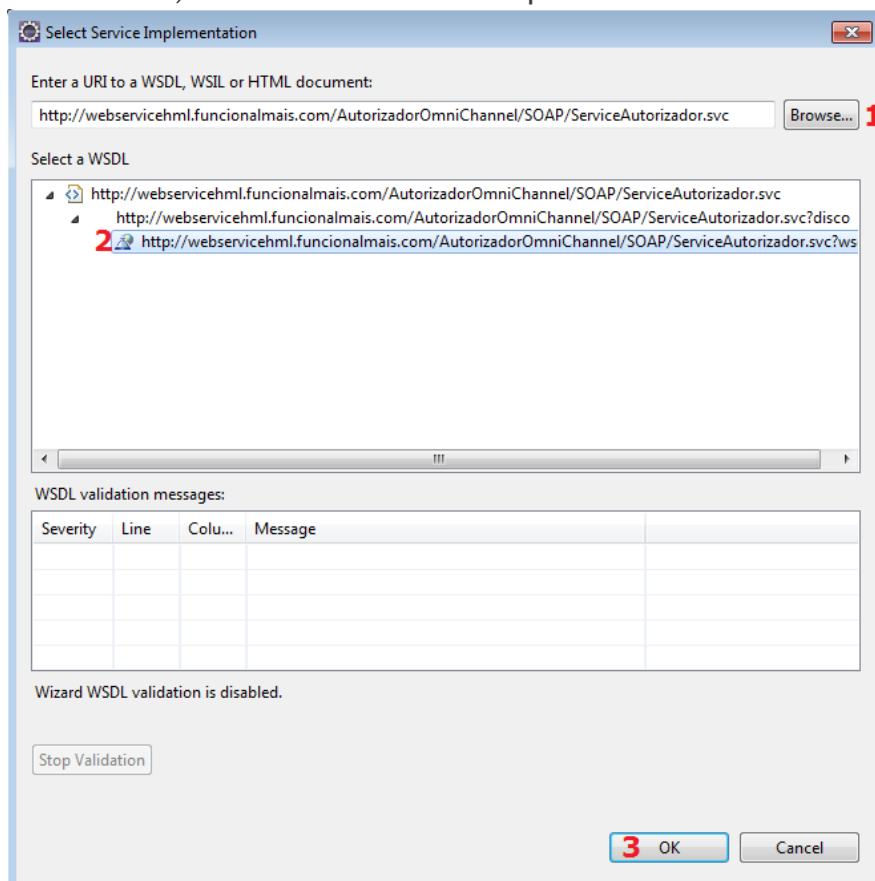 Select Service Implementation
Enter a URI to a WSDL, WSIL or HTML document:
http://webservicehml.funcionalmais.com/AutorizadorOmniChannel/SOAP/ServiceAutorizador.svc Browse... 1
Select a WSDL
http://webservicehml.funcionalmais.com/AutorizadorOmniChannel/SOAP/ServiceAutorizador.svc
http://webservicehml.funcionalmais.com/AutorizadorOmniChannel/SOAP/ServiceAutorizador.svc?disco
2 http://webservicehml.funcionalmais.com/AutorizadorOmniChannel/SOAP/ServiceAutorizador.svc?ws
WSDL validation messages:
Severity Line Colu... Message
Wizard WSDL validation is disabled.
Stop Validation
3 OK Cancel